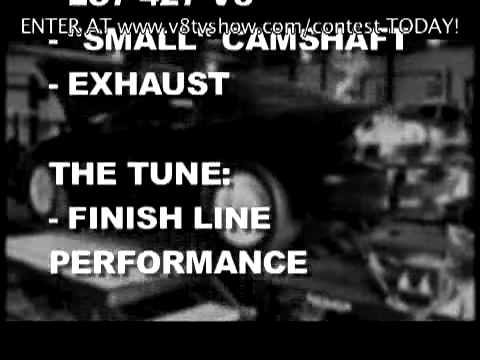 ENTER AT www.v8tvshow.com/contest TODAY!
- "SMALL" CAMSHAFT
- EXHAUST
THE TUNE:
- FINISH LINE
PERFORMANCE